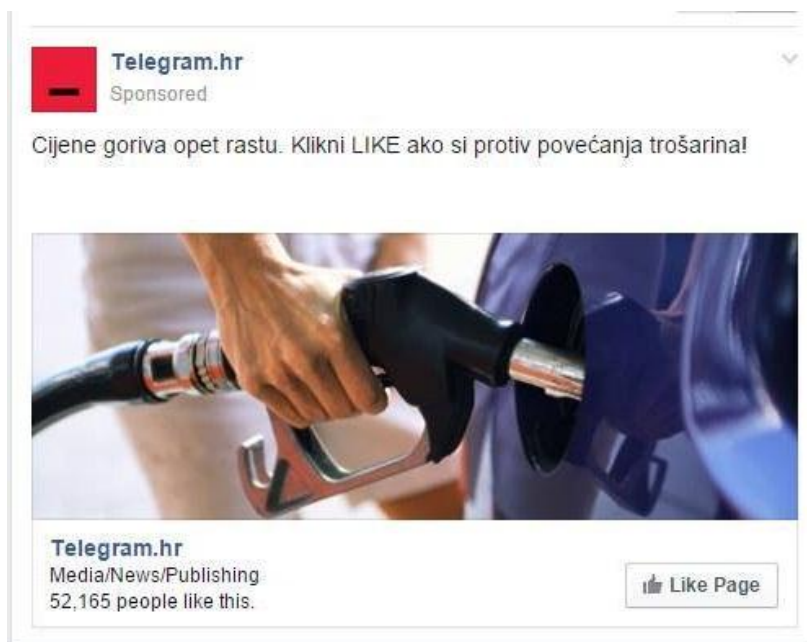 Telegram.hr
Sponsored
Cijene goriva opet rastu. Klikni LIKE ako si protiv povećanja trošarina!
Telegram.hr
Media/News/Publishing
52,165 people like this.
Like Page